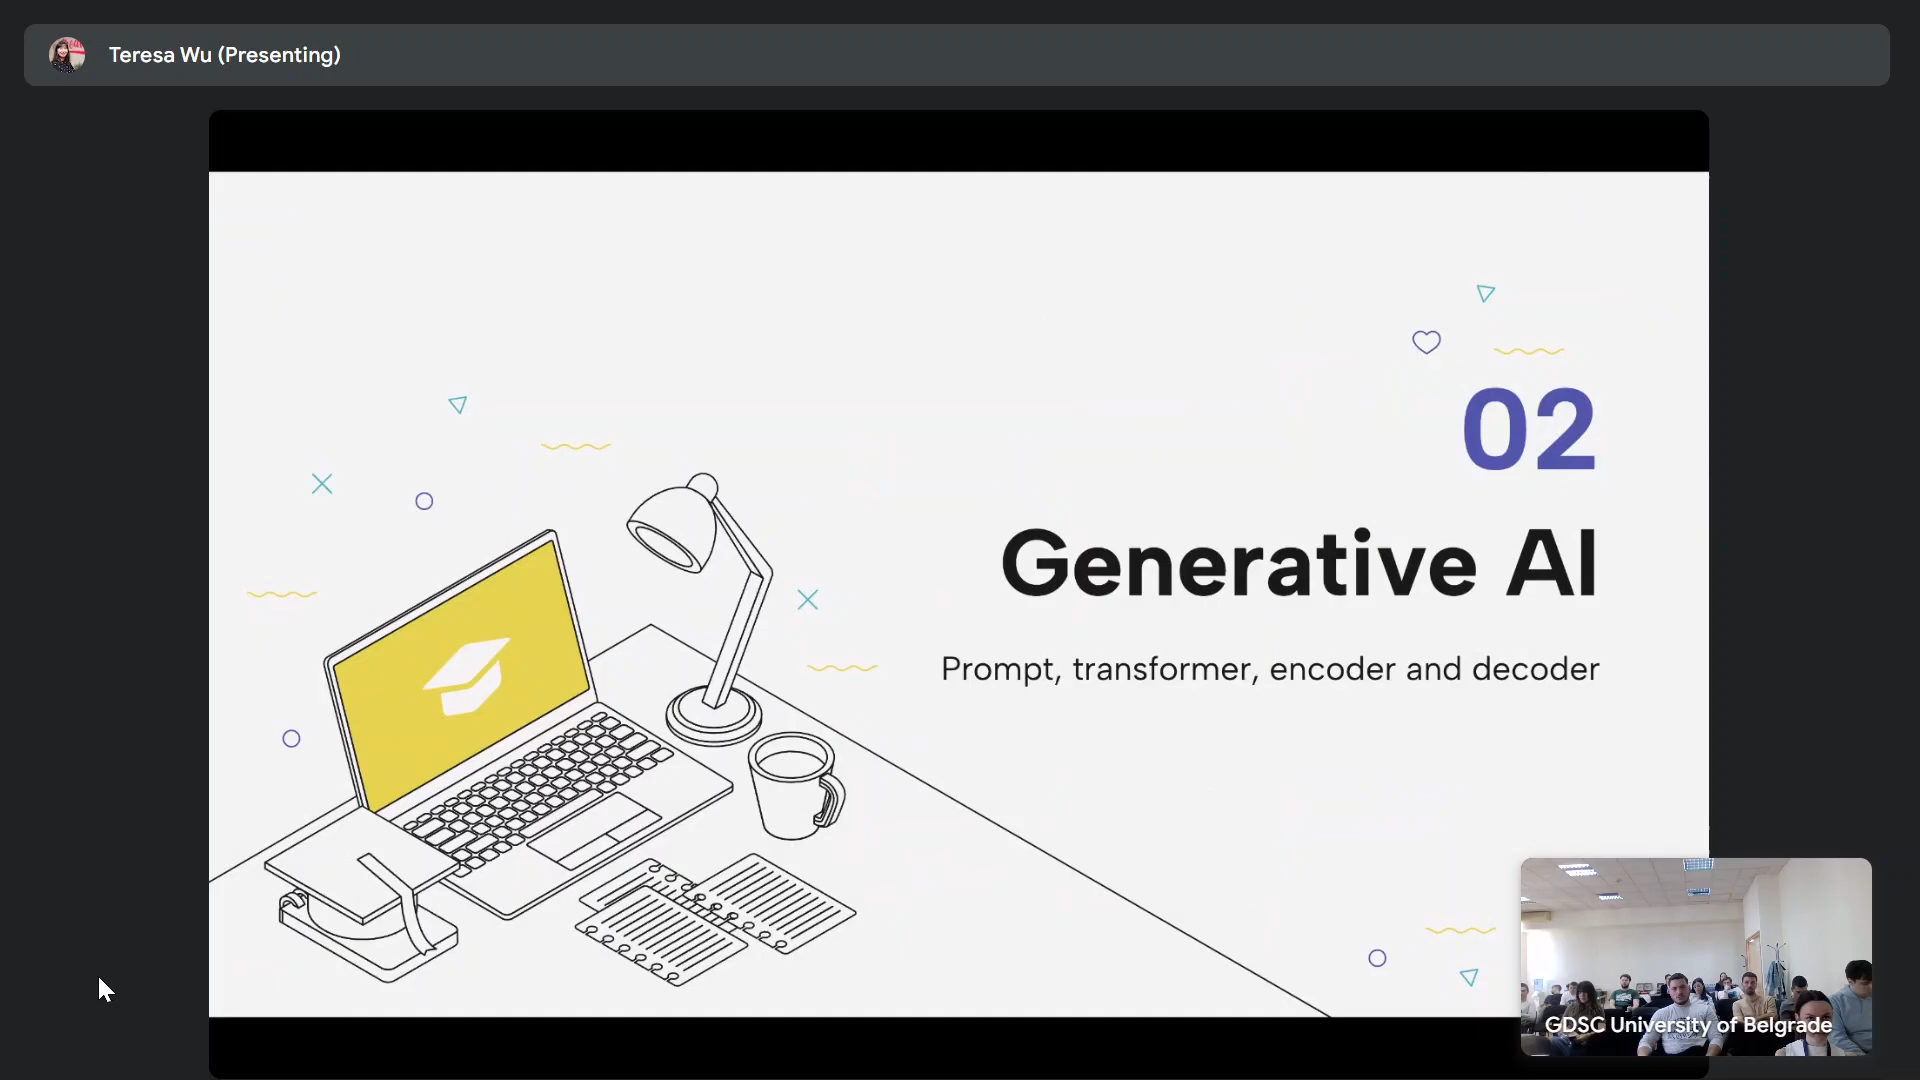 Teresa Wu (Presenting)
02
Generative AI
Prompt, transformer, encoder and decoder
GDSC University of Belgrade